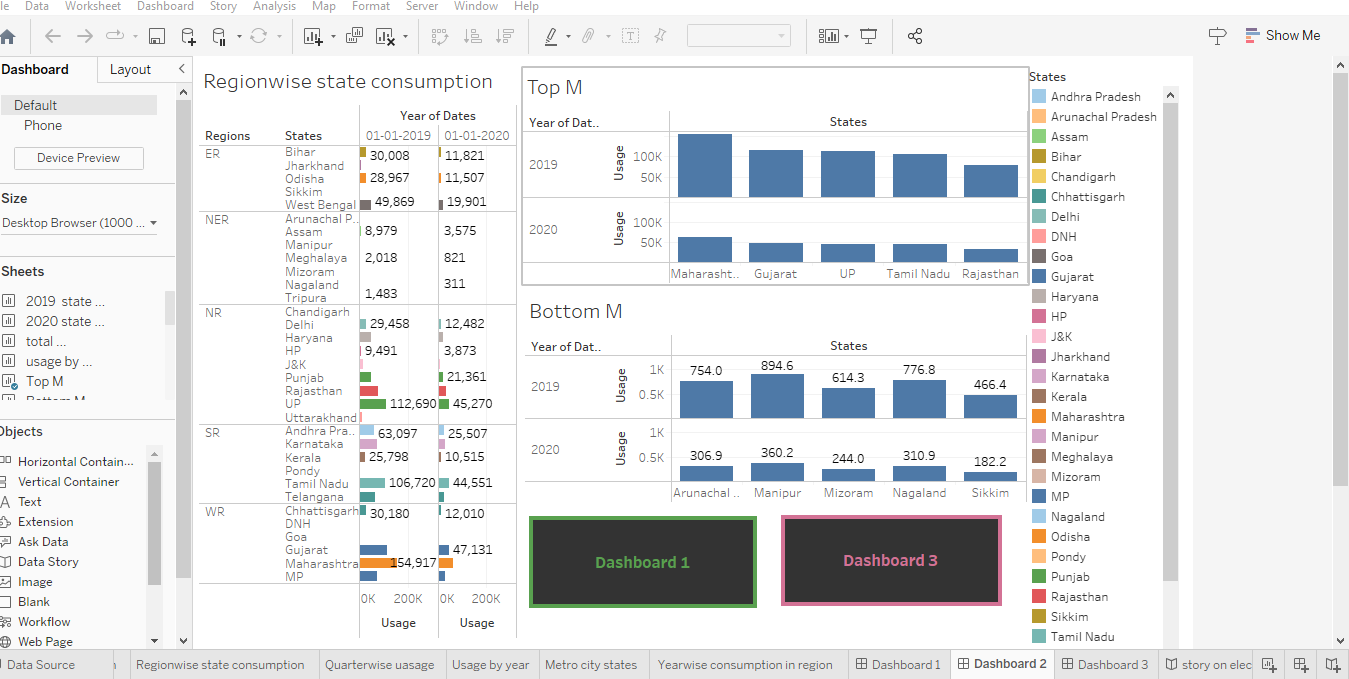 le Data Worksheet Dashboard Story Analysis Map Format Server Window Help
Show Me
Dashboard Layout
Default
Phone
Device Preview
Size
Desktop Browser (1000 ...
Sheets
2019 state ...
2020 state ...
total ...
usage by ...
Top M
Bottom M
Objects
Horizontal Contain...
Vertical Container
Text
Extension
Ask Data
Data Story
Image
Blank
Workflow
Web Page
Regionwise state consumption
Year of Dates
Regions States 01-01-2019 01-01-2020
ER Bihar 30,008 11,821
Jharkhand
Odisha 28,967 11,507
Sikkim
West Bengal 49,869 19,901
NER Arunachal P..
Assam 8,979 3,575
Manipur
Meghalaya 2,018 821
Mizoram
Nagaland 311
Tripura 1,483
NR Chandigarh
Delhi 29,458 12,482
Haryana
HP 9,491 3,873
J&K
Punjab 21,361
Rajasthan
UP 112,690 45,270
Uttarakhand
SR Andhra Pra.. 63,097 25,507
Karnataka
Kerala 25,798 10,515
Pondy
Tamil Nadu 106,720 44,551
Telangana
WR Chhattisgarh 30,180 12,010
DNH
Goa
Gujarat 47,131
Maharashtra 154,917
MP
0K 200K 0K 200K
Usage Usage
Top M
Year of Dat.. States
2019 Usage 100K
50K
2020 Usage 100K
50K
Maharasht.. Gujarat UP Tamil Nadu Rajasthan
Bottom M
Year of Dat.. States
2019 Usage 1K 0.5K
754.0 894.6 614.3 776.8 466.4
2020 Usage 1K 0.5K
306.9 360.2 244.0 310.9 182.2
Arunachal .. Manipur Mizoram Nagaland Sikkim
Dashboard 1 Dashboard 3
States
Andhra Pradesh
Arunachal Pradesh
Assam
Bihar
Chandigarh
Chhattisgarh
Delhi
DNH
Goa
Gujarat
Haryana
HP
J&K
Jharkhand
Karnataka
Kerala
Maharashtra
Manipur
Meghalaya
Mizoram
MP
Nagaland
Odisha
Pondy
Punjab
Rajasthan
Sikkim
Tamil Nadu
Data Source Regionwise state consumption Quarterwise uasage Usage by year Metro city states Yearwise consumption in region Dashboard 1 Dashboard 2 Dashboard 3 story on elec